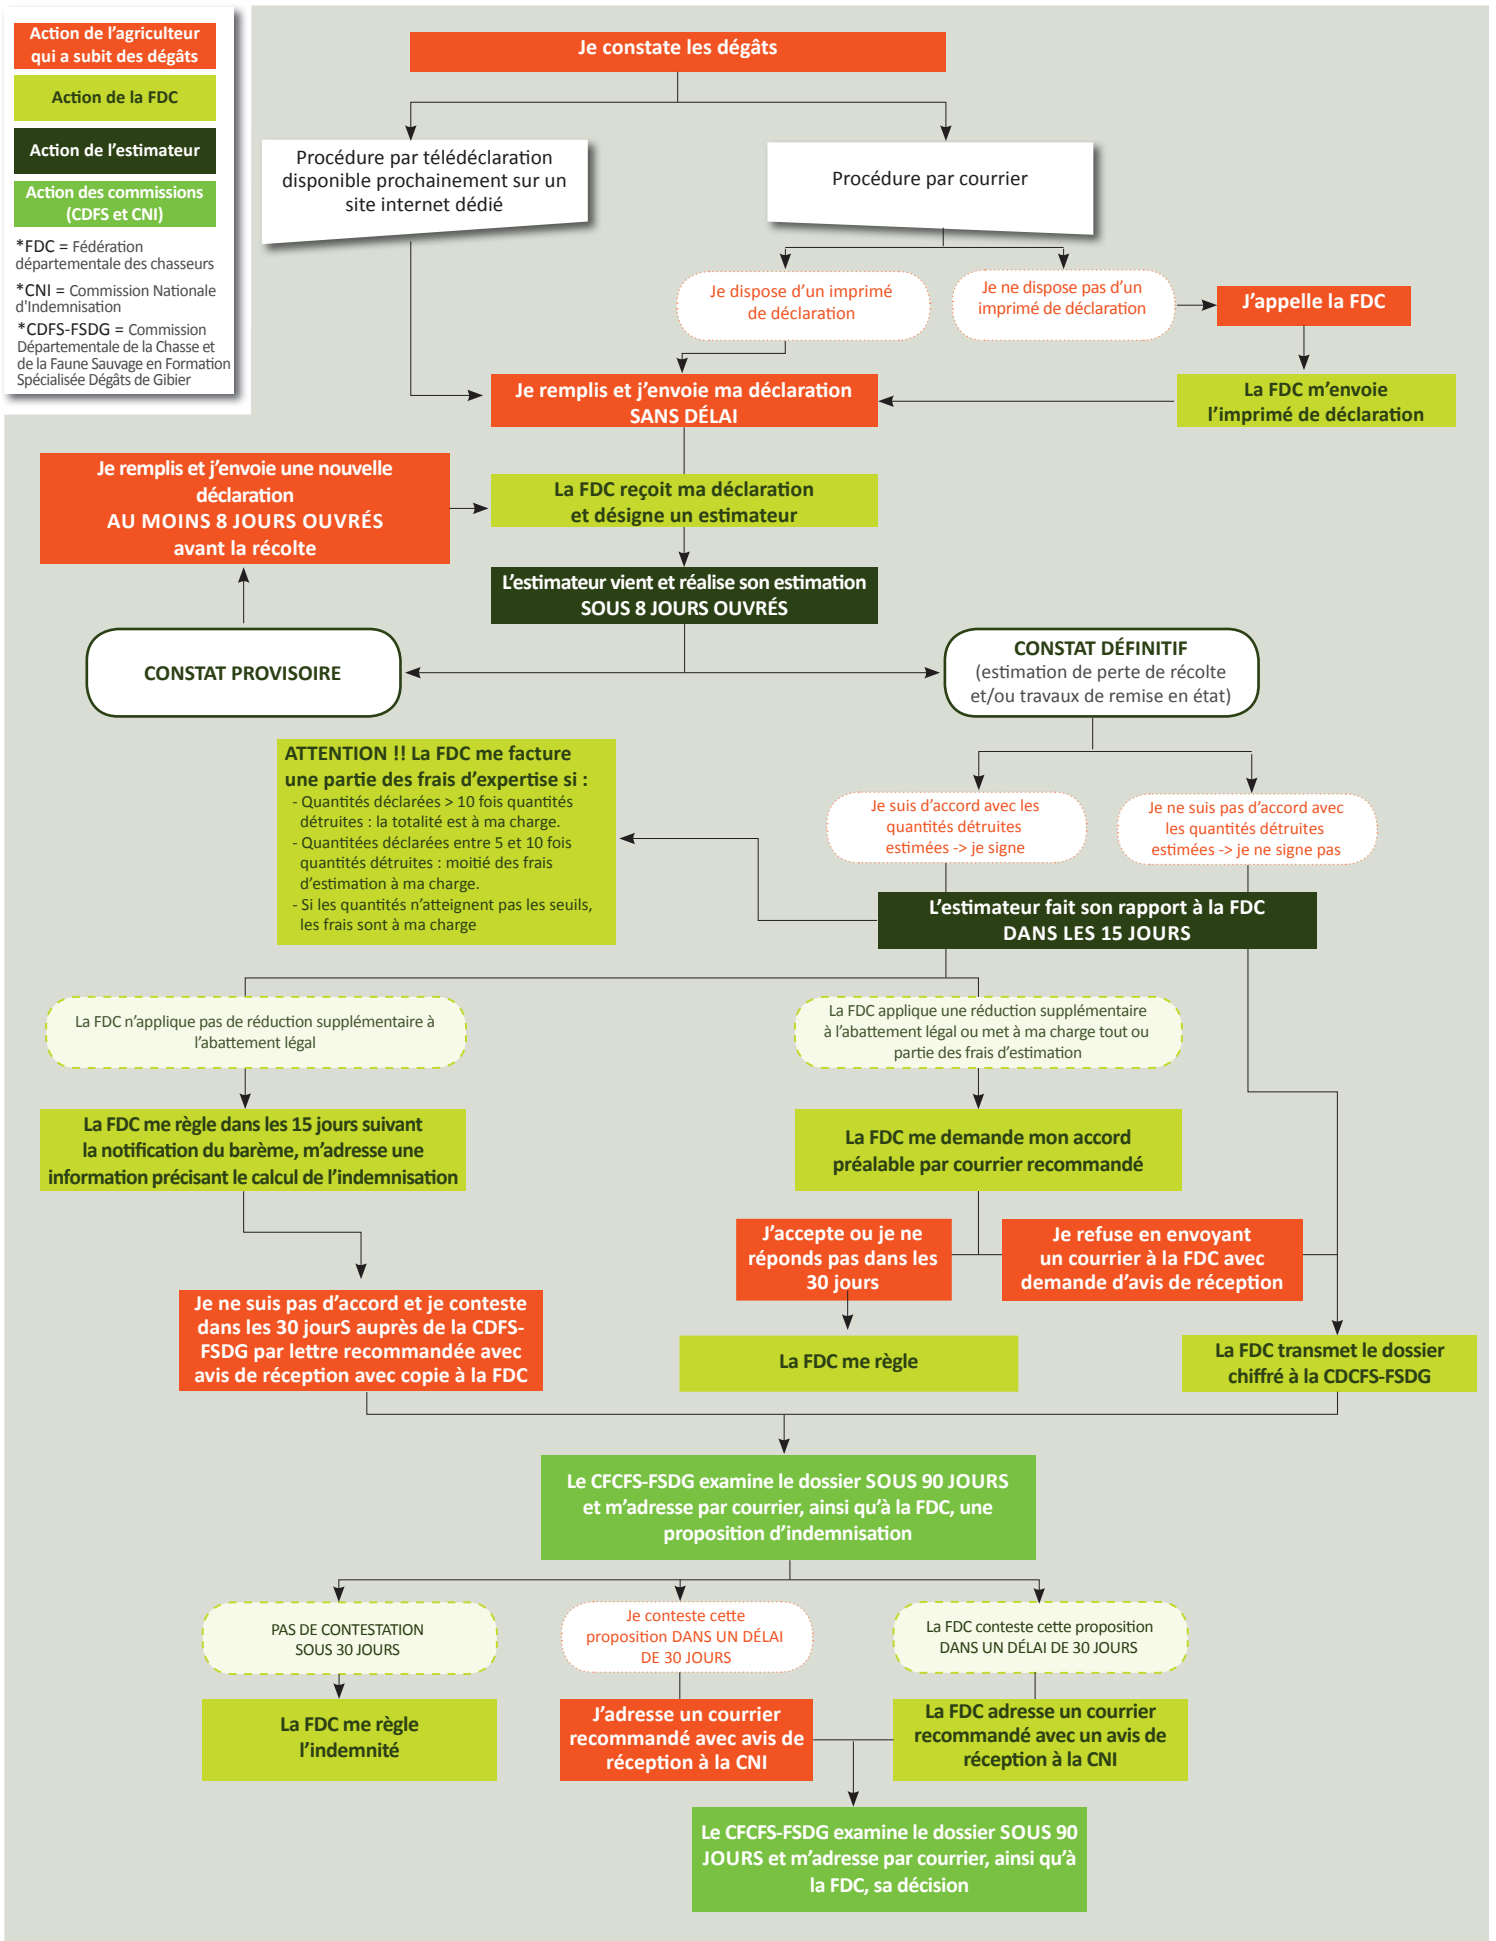 Action de l’agriculteur
qui a subit des dégâts
Action de la FDC
Action de l’estimateur
Action des commissions
(CDFS et CNI)
*FDC = Fédération
départementale des chasseurs
*CNI = Commission Nationale
d'Indemnisation
*CDFS-FSDG = Commission
Départementale de la Chasse et
de la Faune Sauvage en Formation
Spécialisée Dégâts de Gibier
Je constate les dégâts
Procédure par télédéclaration
disponible prochainement sur un
site internet dédié
Procédure par courrier
Je dispose d’un imprimé
de déclaration
Je ne dispose pas d’un
imprimé de déclaration
J’appelle la FDC
La FDC m’envoie
l’imprimé de déclaration
Je remplis et j’envoie ma déclaration
SANS DÉLAI
Je remplis et j’envoie une nouvelle
déclaration
AU MOINS 8 JOURS OUVRÉS
avant la récolte
La FDC reçoit ma déclaration
et désigne un estimateur
L’estimateur vient et réalise son estimation
SOUS 8 JOURS OUVRÉS
CONSTAT PROVISOIRE
CONSTAT DÉFINITIF
(estimation de perte de récolte
et/ou travaux de remise en état)
ATTENTION !! La FDC me facture
une partie des frais d’expertise si :
- Quantités déclarées > 10 fois quantités
détruites : la totalité est à ma charge.
- Quantitées déclarées entre 5 et 10 fois
quantités détruites : moitié des frais
d’estimation à ma charge.
- Si les quantités n’atteignent pas les seuils,
les frais sont à ma charge
Je suis d’accord avec les
quantités détruites
estimées -> je signe
Je ne suis pas d’accord avec
les quantités détruites
estimées -> je ne signe pas
L’estimateur fait son rapport à la FDC
DANS LES 15 JOURS
La FDC n’applique pas de réduction supplémentaire à
l’abattement légal
La FDC applique une réduction supplémentaire
à l’abattement légal ou met à ma charge tout ou
partie des frais d’estimation
La FDC me règle dans les 15 jours suivant
la notification du barème, m’adresse une
information précisant le calcul de l’indemnisation
La FDC me demande mon accord
préalable par courrier recommandé
J’accepte ou je ne
réponds pas dans les
30 jours
Je refuse en envoyant
un courrier à la FDC avec
demande d’avis de réception
Je ne suis pas d’accord et je conteste
dans les 30 jourS auprès de la CDFS-
FSDG par lettre recommandée avec
avis de réception avec copie à la FDC
La FDC me règle
La FDC transmet le dossier
chiffré à la CDCFS-FSDG
Le CFCFS-FSDG examine le dossier SOUS 90 JOURS
et m’adresse par courrier, ainsi qu’à la FDC, une
proposition d’indemnisation
PAS DE CONTESTATION
SOUS 30 JOURS
Je conteste cette
proposition DANS UN DÉLAI
DE 30 JOURS
La FDC conteste cette proposition
DANS UN DÉLAI DE 30 JOURS
La FDC me règle
l’indemnité
J’adresse un courrier
recommandé avec avis de
réception à la CNI
La FDC adresse un courrier
recommandé avec un avis de
réception à la CNI
Le CFCFS-FSDG examine le dossier SOUS 90
JOURS et m’adresse par courrier, ainsi qu’à
la FDC, sa décision